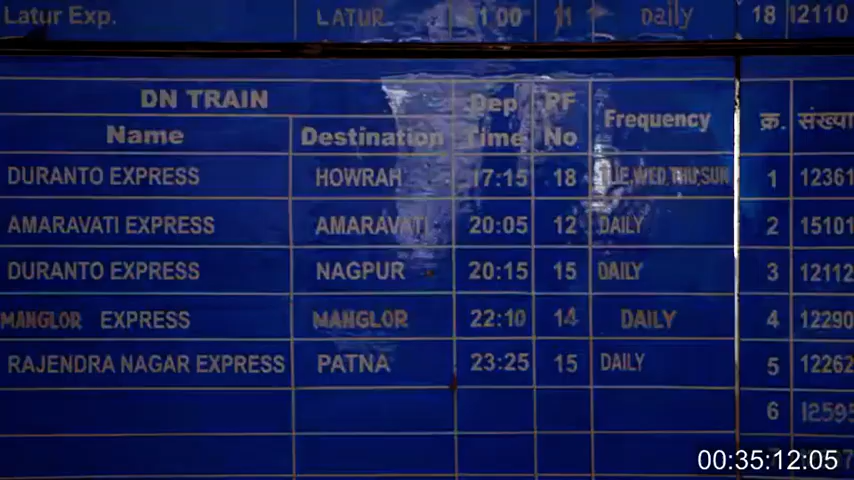 Latur Exp. LATUR 11 Daily 18 12110
DN TRAIN Dep PF
Name Destination Time No Frequency क्र. संख्या
DURANTO EXPRESS HOWRAH 17:15 18 TUE,WED,THU,SUN 1 12361
AMARAVATI EXPRESS AMARAVATI 20:05 12 DAILY 2 15101
DURANTO EXPRESS NAGPUR 20:15 15 DAILY 3 12112
MANGLOR EXPRESS MANGLOR 22:10 14 DAILY 4 12290
RAJENDRA NAGAR EXPRESS PATNA 23:25 15 DAILY 5 12262
6 12595
00:35:12:05